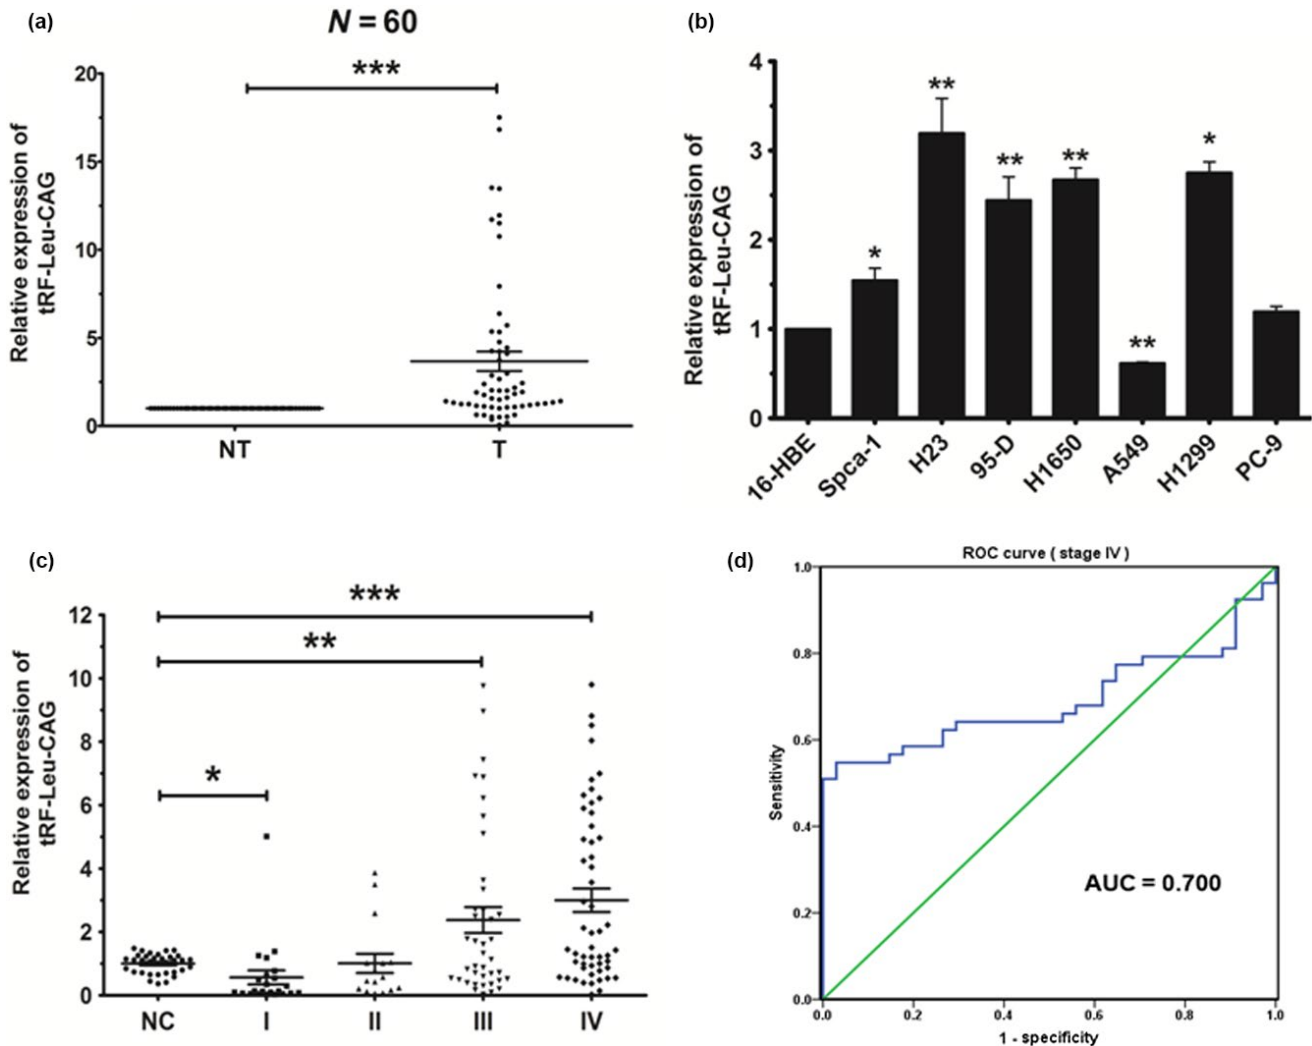 (a)
N = 60
***
Relative expression of
tRF-Leu-CAG
20
15
10
5
0
NT
T
(b)
Relative expression of
tRF-Leu-CAG
4
3
2
1
0
*
**
**
**
**
*
16-HBE
Spca-1
H23
95-D
H1650
A549
H1299
PC-9
(c)
Relative expression of
tRF-Leu-CAG
12
10
8
6
4
2
0
***
**
*
NC
I
II
III
IV
(d)
ROC curve ( stage IV )
Sensitivity
1.0
0.8
0.6
0.4
0.2
0.0
AUC = 0.700
0.0
0.2
0.4
0.6
0.8
1.0
1 - specificity